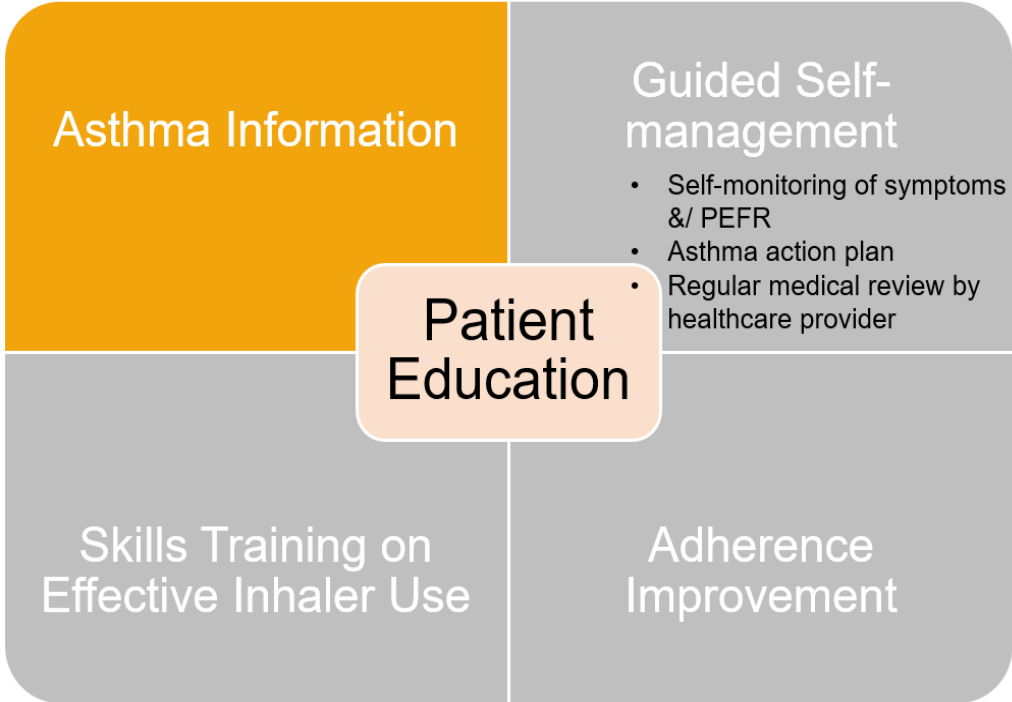 Asthma Information
Guided Self-
management
• Self-monitoring of symptoms
&/ PEFR
• Asthma action plan
• Regular medical review by
healthcare provider
Patient
Education
Skills Training on
Effective Inhaler Use
Adherence
Improvement